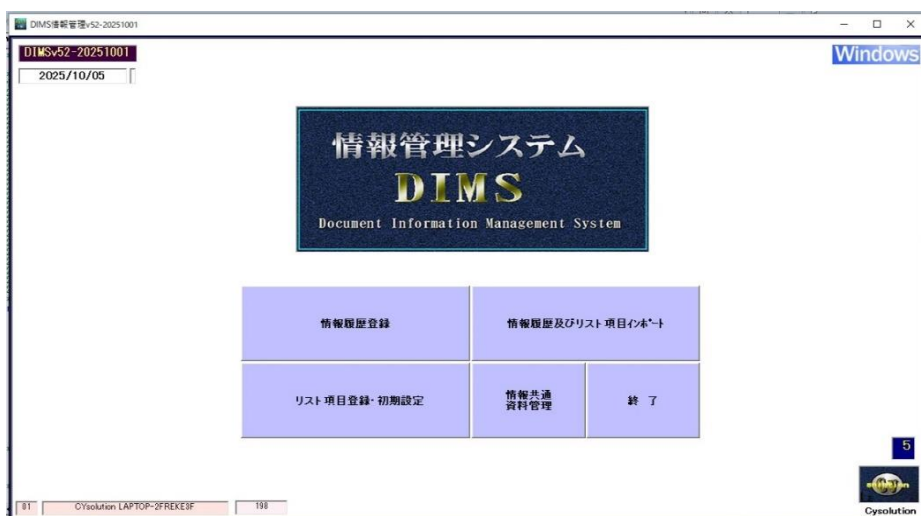 DIMS情報管理v52-20251001
DIMSv52-20251001
Windows
2025/10/05
情報管理システム
DIMS
Document Information Management System
情報履歴登録
情報履歴及びリスト項目インポート
リスト項目登録・初期設定
情報共通
資料管理
終 了
5
81
CYsolution LAPTOP-2FREKE3F
198
Cysolution